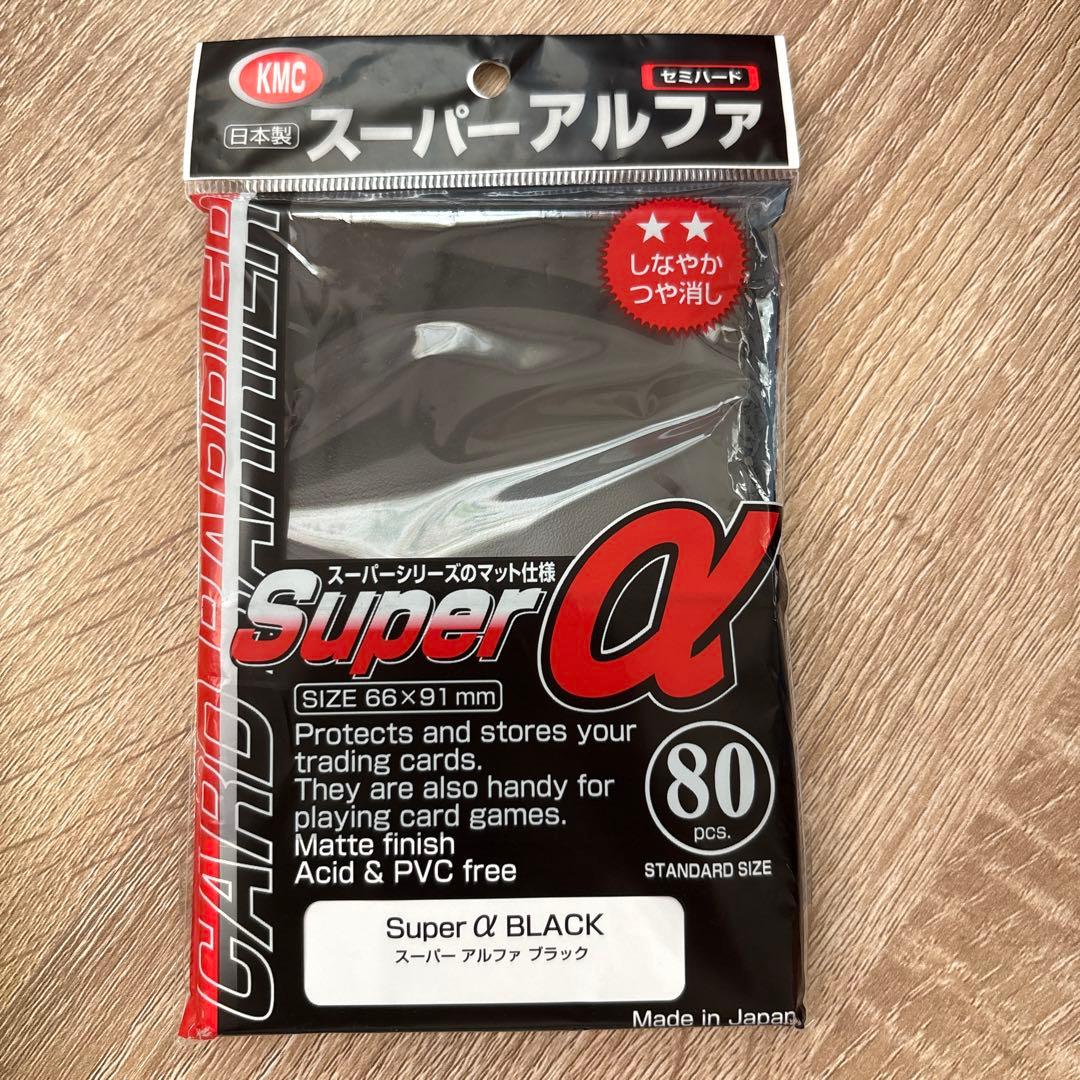 KMC
セミハード
日本製
スーパーアルファ
★★
しなやか
つや消し
CARD BARRIER
スーパーシリーズのマット仕様
Super α
SIZE 66×91mm
Protects and stores your
trading cards.
They are also handy for
playing card games.
Matte finish
Acid & PVC free
80
pcs.
STANDARD SIZE
Super α BLACK
スーパー アルファ ブラック
Made in Japan